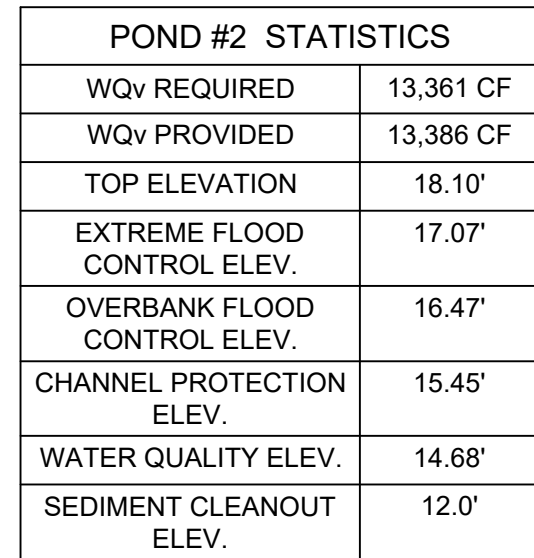 POND #2 STATISTICS
WQv REQUIRED 13,361 CF
WQv PROVIDED 13,386 CF
TOP ELEVATION 18.10'
EXTREME FLOOD 17.07'
CONTROL ELEV.
OVERBANK FLOOD 16.47'
CONTROL ELEV.
CHANNEL PROTECTION 15.45'
ELEV.
WATER QUALITY ELEV. 14.68'
SEDIMENT CLEANOUT 12.0'
ELEV.